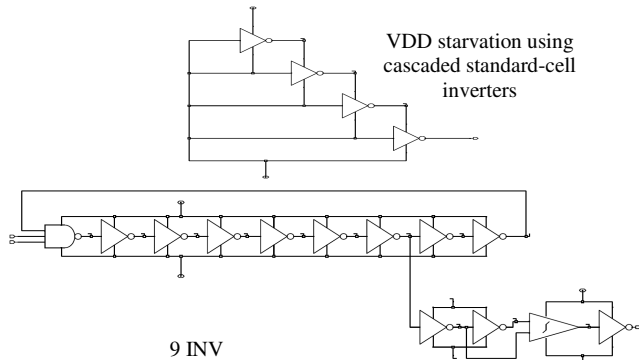 VDD starvation using
cascaded standard-cell
inverters
9 INV